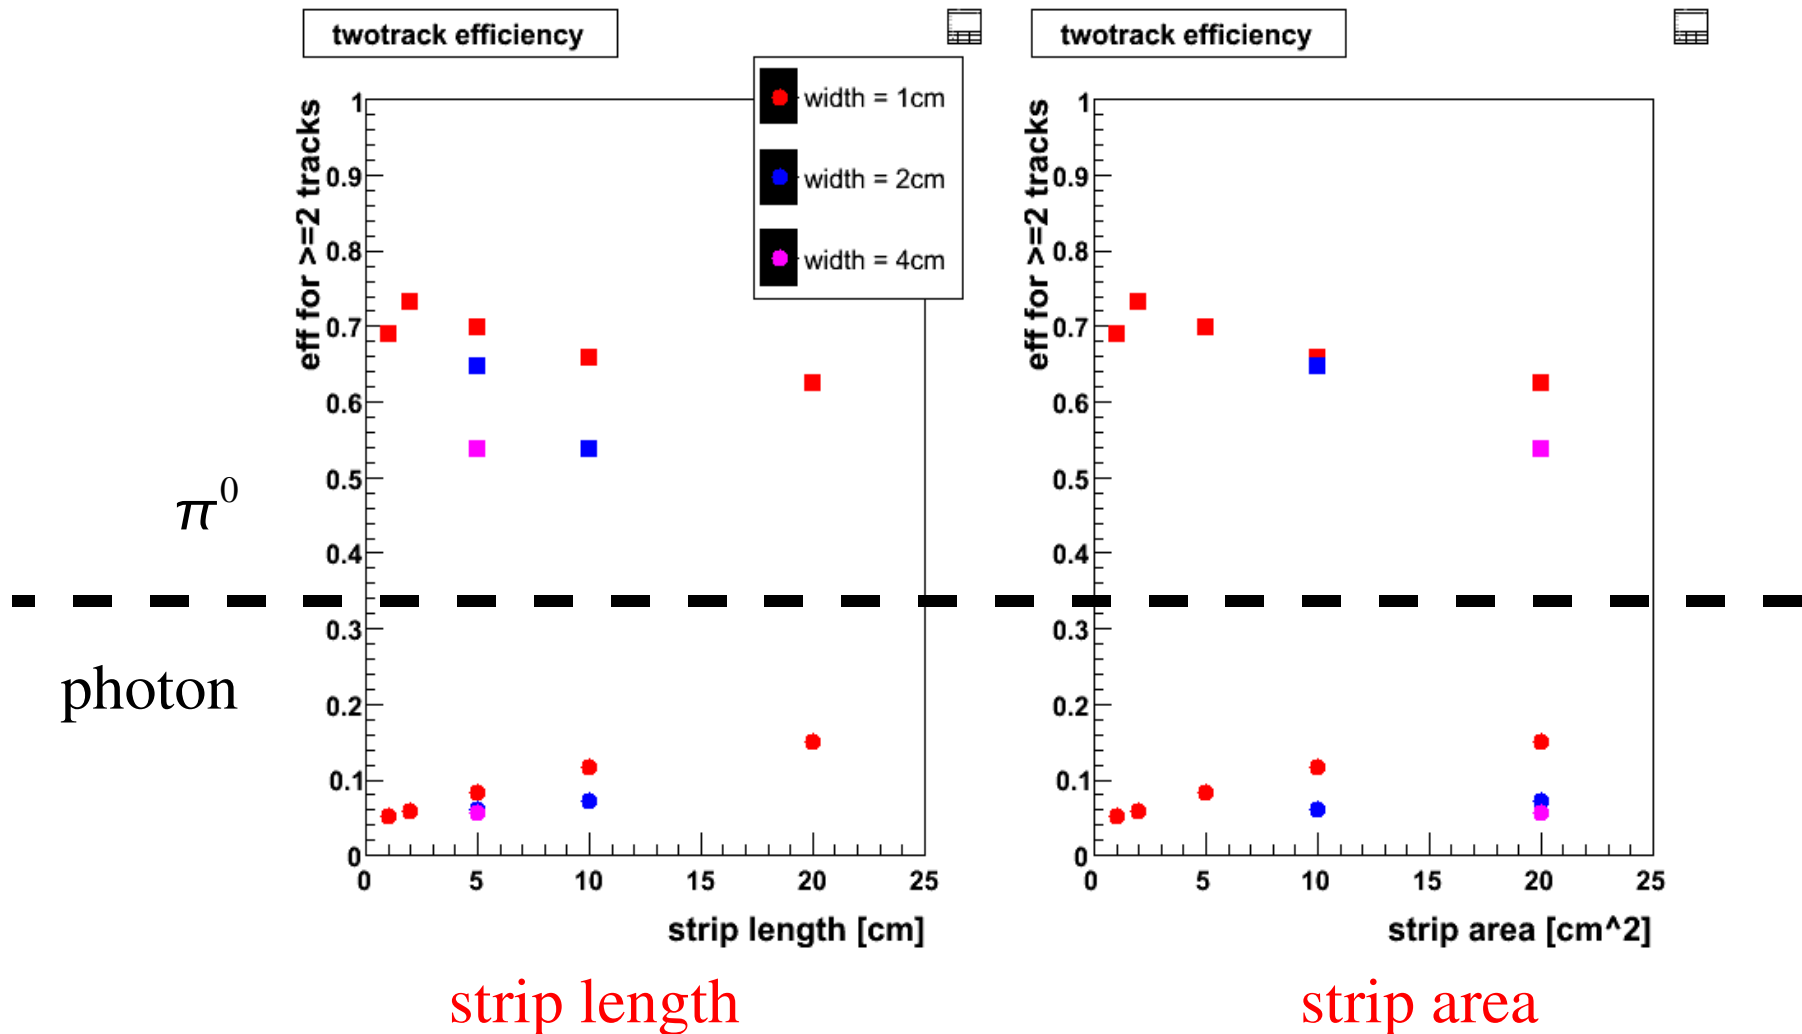 twotrack efficiency
width = 1cm
width = 2cm
width = 4cm
eff for >=2 tracks
1
0.9
0.8
0.7
0.6
0.5
0.4
0.3
0.2
0.1
0
0 5 10 15 20 25
strip length [cm]
strip length
twotrack efficiency
eff for >=2 tracks
1
0.9
0.8
0.7
0.6
0.5
0.4
0.3
0.2
0.1
0
0 5 10 15 20 25
strip area [cm^2]
strip area
π⁰
photon